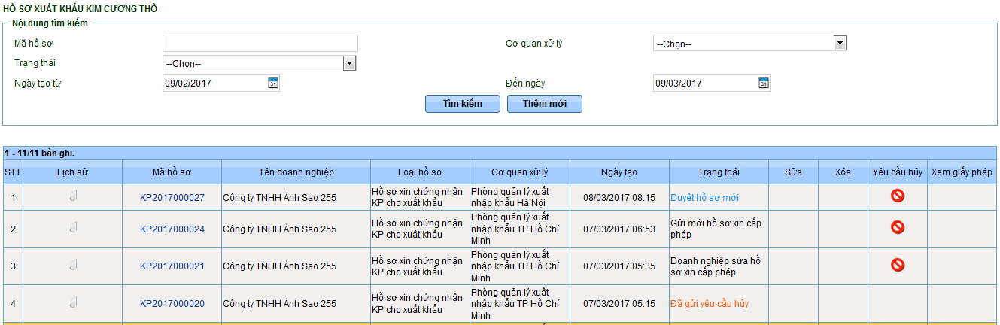 HỒ SƠ XUẤT KHẨU KIM CƯƠNG THÔ
Nội dung tìm kiếm
Mã hồ sơ Cơ quan xử lý --Chọn--
Trạng thái --Chọn--
Ngày tạo từ 09/02/2017 31 Đến ngày 09/03/2017 31
Tìm kiếm Thêm mới
1 - 11/11 bản ghi.
STT Lịch sử Mã hồ sơ Tên doanh nghiệp Loại hồ sơ Cơ quan xử lý Ngày tạo Trạng thái Sửa Xóa Yêu cầu hủy Xem giấy phép
1 KP2017000027 Công ty TNHH Ánh Sao 255
Hồ sơ xin chứng nhận
KP cho xuất khẩu
Phòng quản lý xuất
nhập khẩu Hà Nội
08/03/2017 08:15 Duyệt hồ sơ mới
2 KP2017000024 Công ty TNHH Ánh Sao 255
Hồ sơ xin chứng nhận
KP cho xuất khẩu
Phòng quản lý xuất
nhập khẩu TP Hồ Chí
Minh
07/03/2017 06:53
Gửi mới hồ sơ xin cấp
phép
3 KP2017000021 Công ty TNHH Ánh Sao 255
Hồ sơ xin chứng nhận
KP cho xuất khẩu
Phòng quản lý xuất
nhập khẩu TP Hồ Chí
Minh
07/03/2017 05:35
Doanh nghiệp sửa hồ
sơ xin cấp phép
4 KP2017000020 Công ty TNHH Ánh Sao 255
Hồ sơ xin chứng nhận
KP cho xuất khẩu
Phòng quản lý xuất
nhập khẩu TP Hồ Chí
Minh
07/03/2017 05:15 Đã gửi yêu cầu hủy